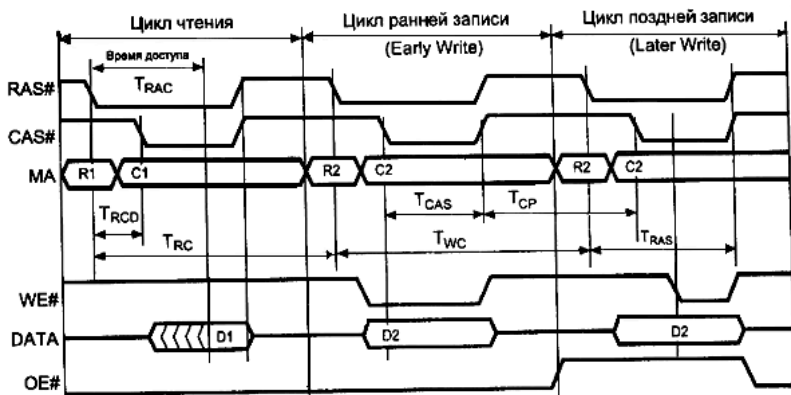 Цикл чтения Цикл ранней записи Цикл поздней записи
(Early Write) (Later Write)
Время доступа
RAS# TRAC
CAS#
MA R1 C1 R2 C2 R2 C2
TRCD TCAS TCP
TRC TWC TRAS
WE#
DATA D1 D2 D2
OE#